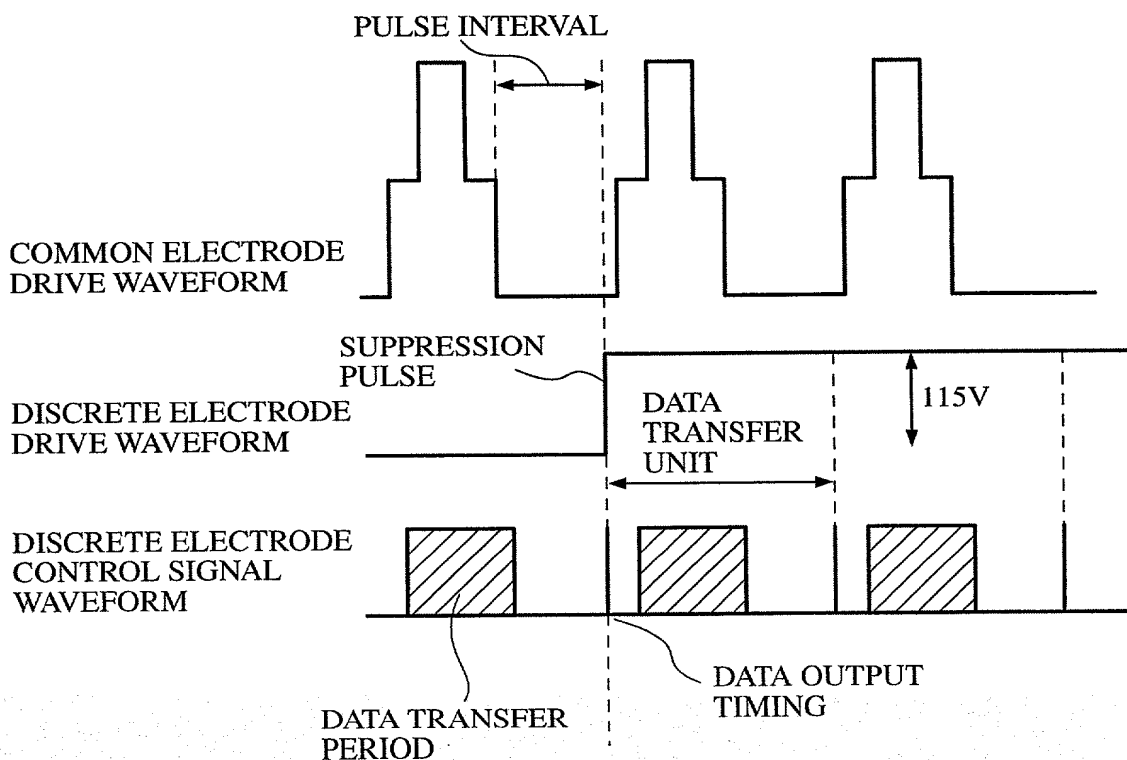 PULSE INTERVAL
COMMON ELECTRODE
DRIVE WAVEFORM
SUPPRESSION
PULSE
DISCRETE ELECTRODE
DRIVE WAVEFORM
DATA
TRANSFER
UNIT
115V
DISCRETE ELECTRODE
CONTROL SIGNAL
WAVEFORM
DATA OUTPUT
TIMING
DATA TRANSFER
PERIOD